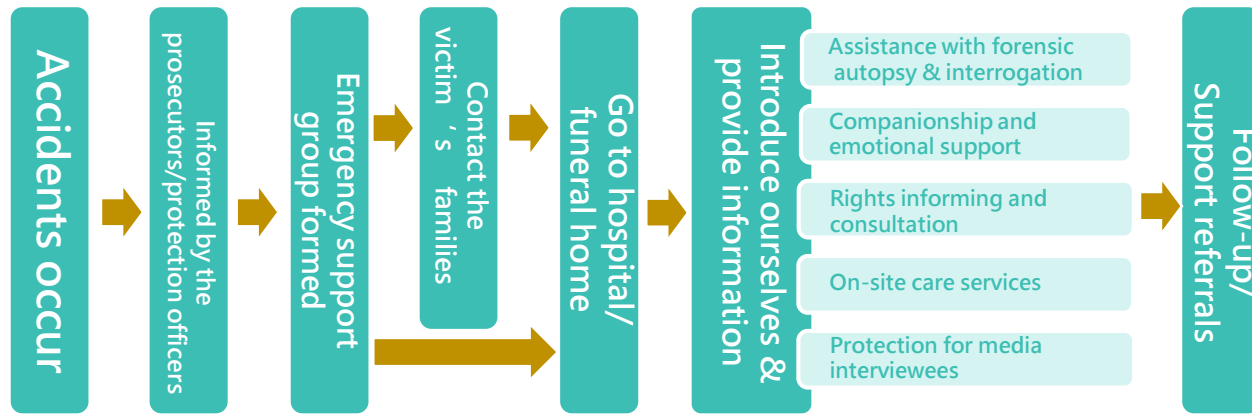 Accidents occur
Informed by the
prosecutors/protection officers
Emergency support
group formed
Contact the
victim ' s families
Go to hospital/
funeral home
Introduce ourselves &
provide information
Assistance with forensic
autopsy & interrogation
Companionship and
emotional support
Rights informing and
consultation
On-site care services
Protection for media
interviewees
Follow-up/
Support referrals